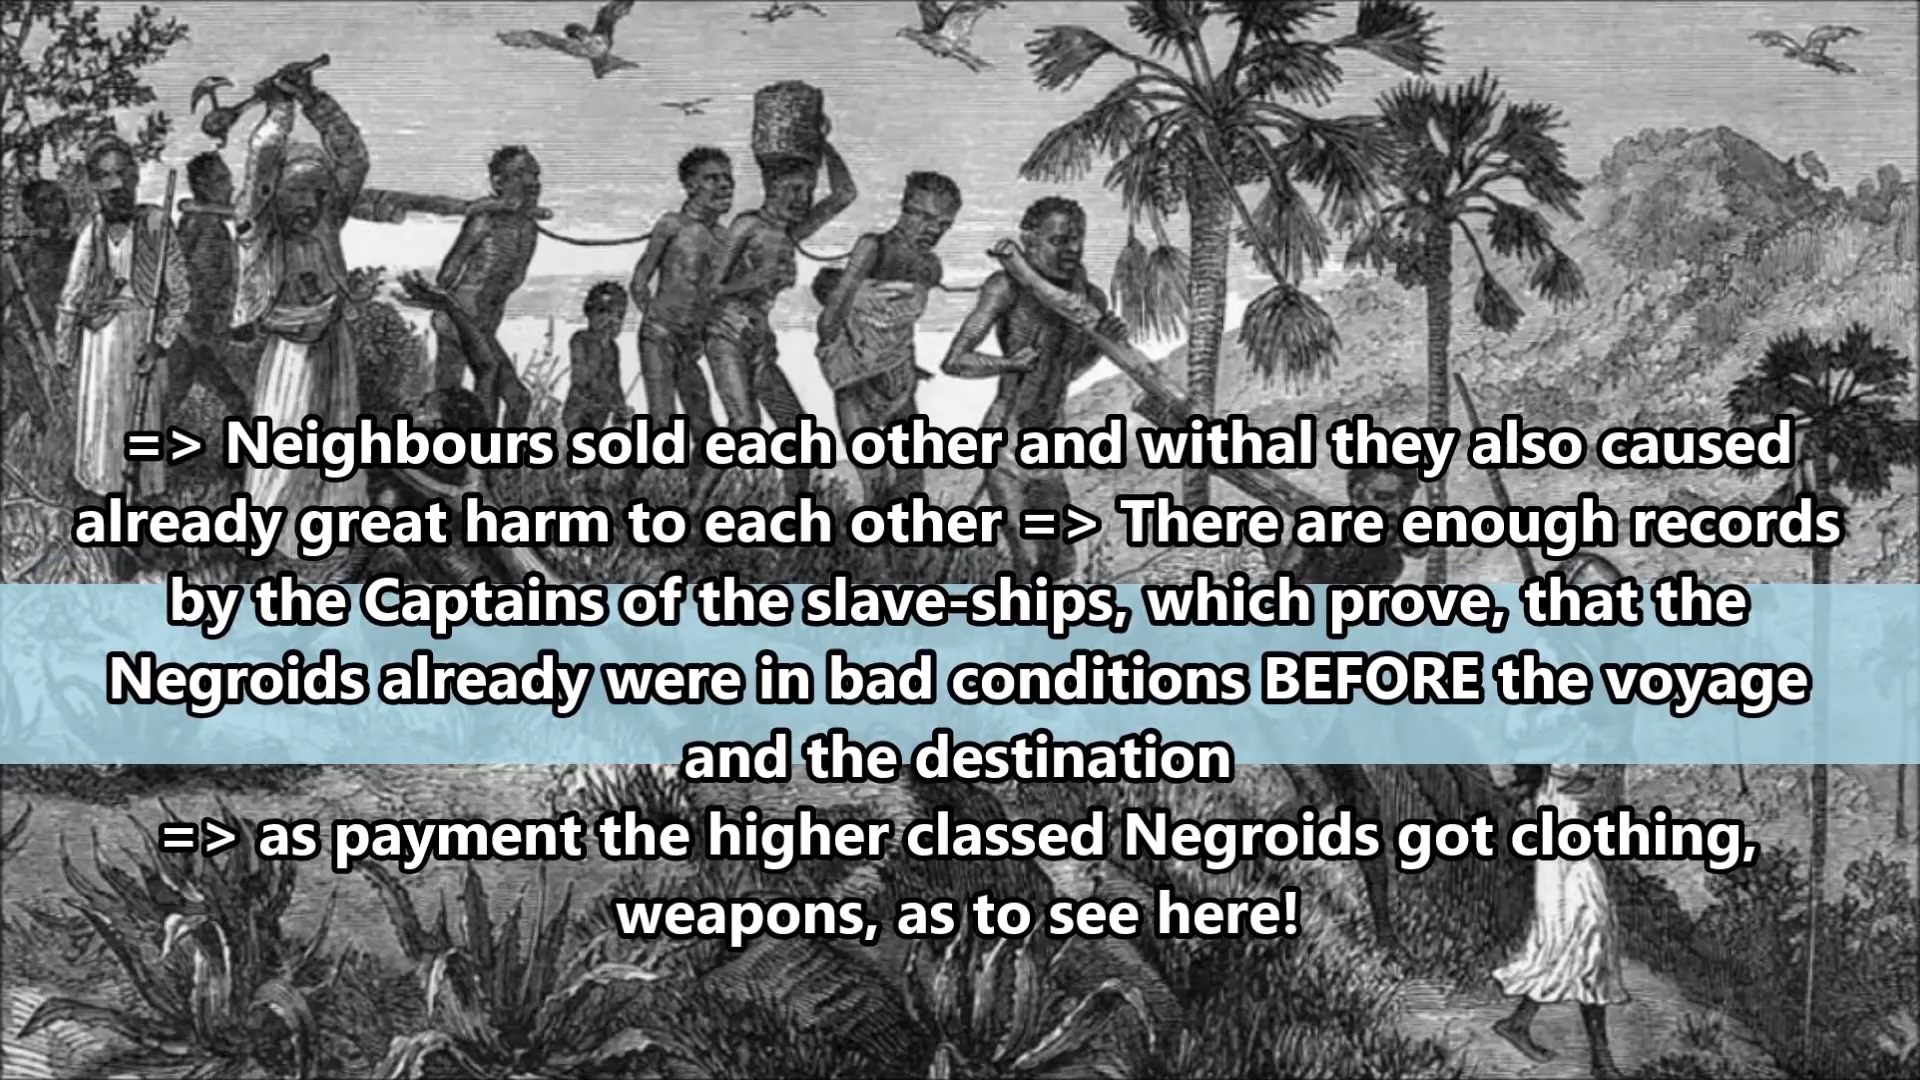 => Neighbours sold each other and withal they also caused
already great harm to each other => There are enough records
by the Captains of the slave-ships, which prove, that the
Negroids already were in bad conditions BEFORE the voyage
and the destination
=> as payment the higher classed Negroids got clothing,
weapons, as to see here!